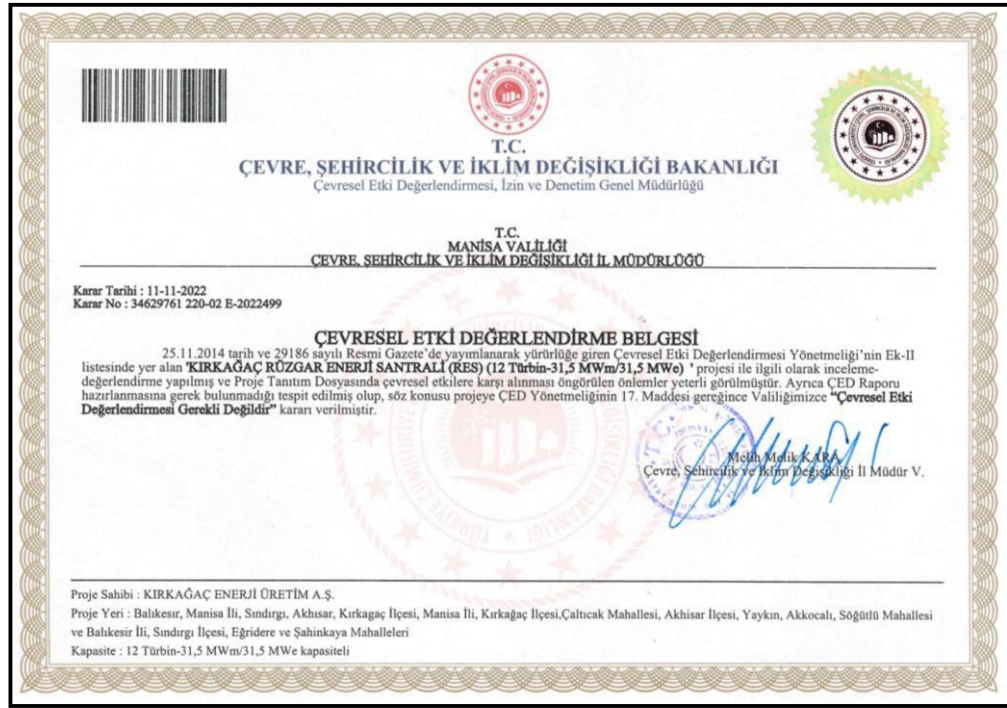 T.C.
ÇEVRE, ŞEHİRCİLİK VE İKLİM DEĞİŞİKLİĞİ BAKANLIĞI
Çevresel Etki Değerlendirmesi, İzin ve Denetim Genel Müdürlüğü
T.C.
MANİSA VALİLİĞİ
ÇEVRE, ŞEHİRCİLİK VE İKLİM DEĞİŞİKLİĞİ İL MÜDÜRLÜĞÜ
Karar Tarihi : 11-11-2022
Karar No : 34629761 220-02 E-2022499
ÇEVRESEL ETKİ DEĞERLENDİRME BELGESİ
25.11.2014 tarih ve 29186 sayılı Resmi Gazete'de yayımlanarak yürürlüğe giren Çevresel Etki Değerlendirmesi Yönetmeliği'nin Ek-II
listesinde yer alan 'KIRKAĞAÇ RÜZGAR ENERJİ SANTRALİ (RES) (12 Türbin-31,5 MWm/31,5 MWe) ' projesi ile ilgili olarak inceleme-
değerlendirme yapılmış ve Proje Tanıtım Dosyasında çevresel etkilere karşı alınması öngörülen önlemler yeterli görülmüştür. Ayrıca ÇED Raporu
hazırlanmasına gerek bulunmadığı tespit edilmiş olup, söz konusu projeye ÇED Yönetmeliğinin 17. Maddesi gereğince Valiliğimizce "Çevresel Etki
Değerlendirmesi Gerekli Değildir" kararı verilmiştir.
Melih Melik KARA
Çevre, Şehircilik ve İklim Değişikliği İl Müdür V.
Proje Sahibi : KIRKAĞAÇ ENERJİ ÜRETİM A.Ş.
Proje Yeri : Balıkesır, Manisa İli, Sındırgı, Akhısar, Kırkagaç İlçesi, Manisa İli, Kırkağaç İlçesi,Çaltıcak Mahallesi, Akhisar İlçesi, Yaykın, Akkocalı, Söğütlü Mahallesi
ve Balıkesir İli, Sındırgı İlçesi, Eğridere ve Şahinkaya Mahalleleri
Kapasite : 12 Türbin-31,5 MWm/31,5 MWe kapasiteli